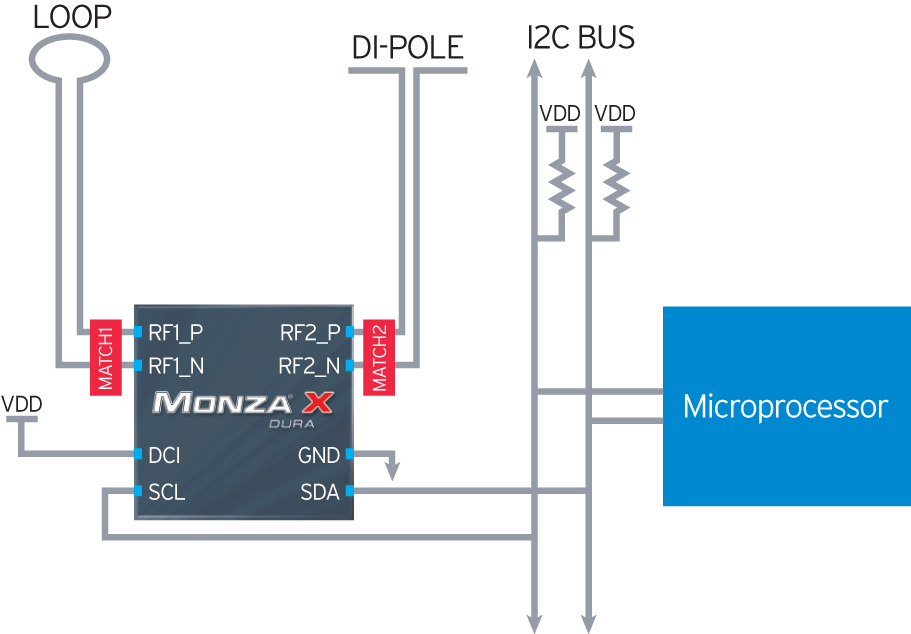 LOOP
DI-POLE
I2C BUS
VDD
VDD
MATCH1
RF1_P
RF2_P
MATCH2
RF1_N
RF2_N
MONZA X
DURA
VDD
DCI
GND
SCL
SDA
Microprocessor